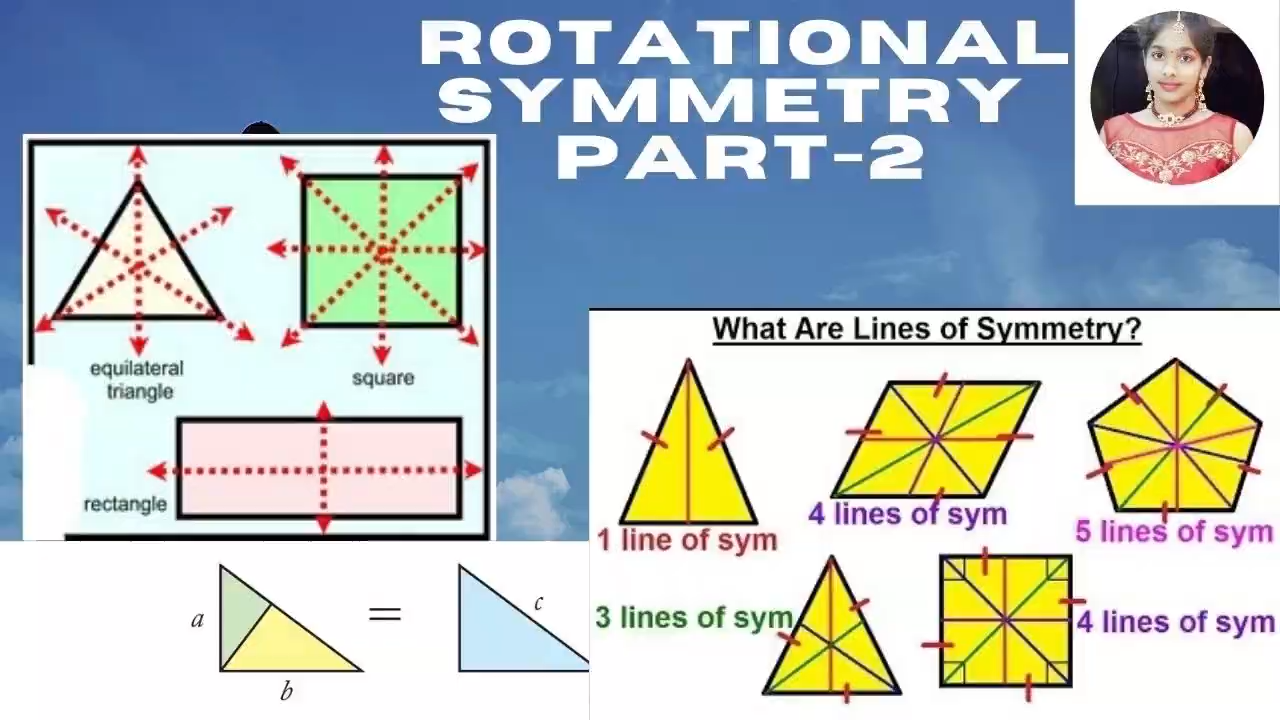 ROTATIONAL
SYMMETRY
PART-2
equilateral
triangle
square
rectangle
a
b
=
c
What Are Lines of Symmetry?
1 line of sym
4 lines of sym
5 lines of sym
3 lines of sym
4 lines of sym